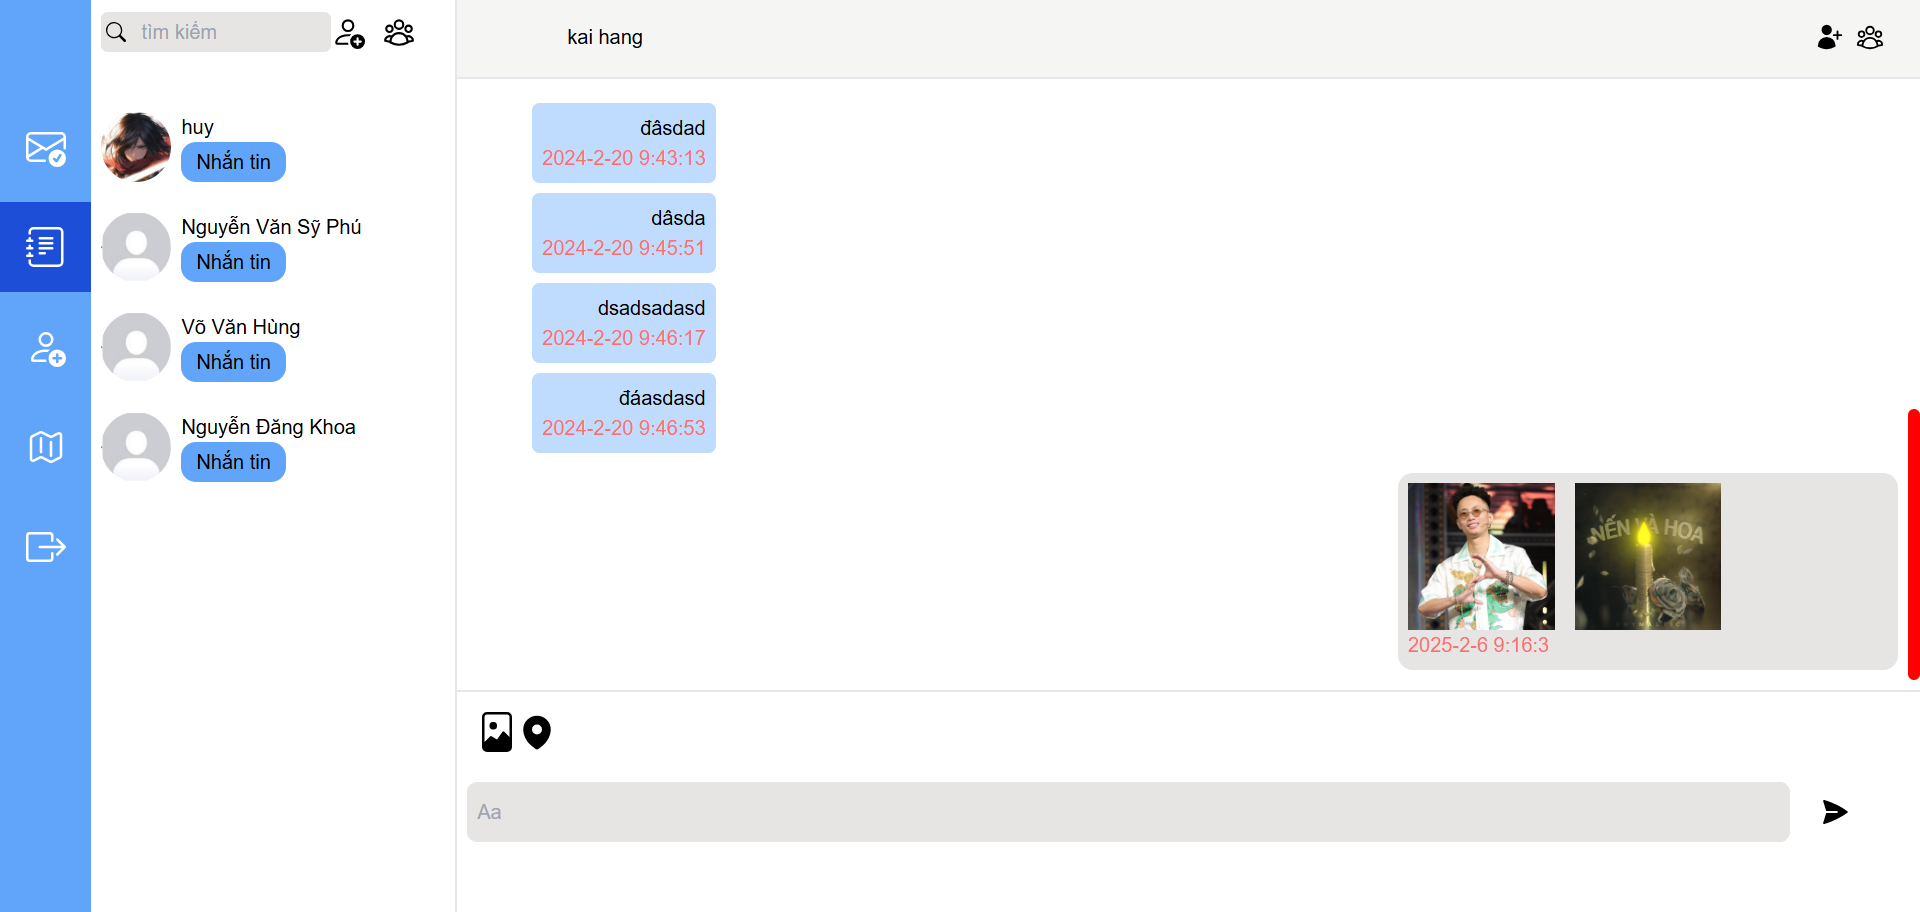 tìm kiếm
huy
Nhắn tin
Nguyễn Văn Sỹ Phú
Nhắn tin
Võ Văn Hùng
Nhắn tin
Nguyễn Đăng Khoa
Nhắn tin
kai hang
đâsdad
2024-2-20 9:43:13
dâsda
2024-2-20 9:45:51
dsadsadasd
2024-2-20 9:46:17
đáasdasd
2024-2-20 9:46:53
NẾN VÀ HOA
2025-2-6 9:16:3
Aa